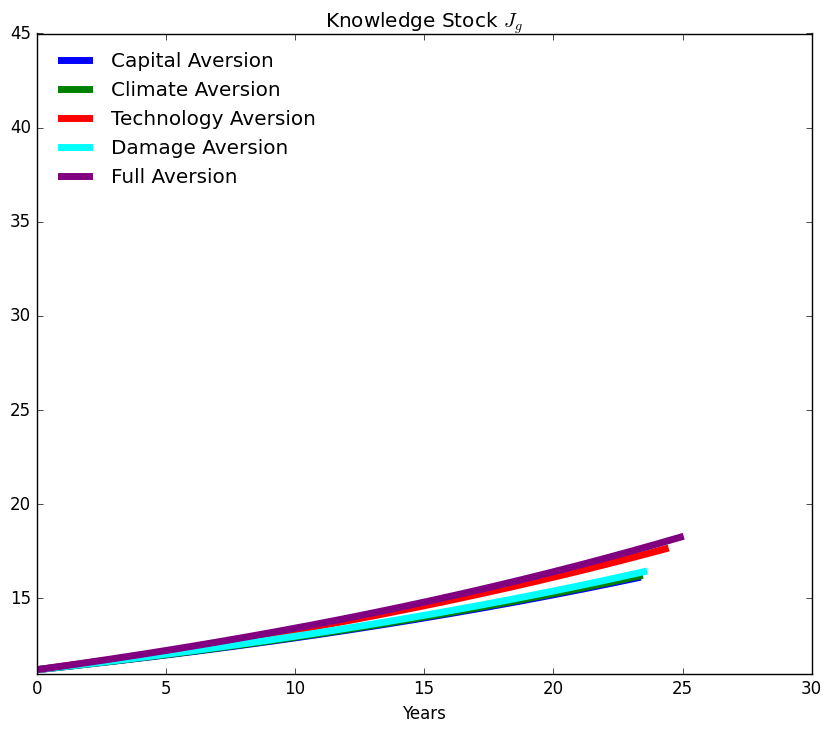 Knowledge Stock J_g
45
40
35
30
25
20
15
Capital Aversion
Climate Aversion
Technology Aversion
Damage Aversion
Full Aversion
0 5 10 15 20 25 30
Years